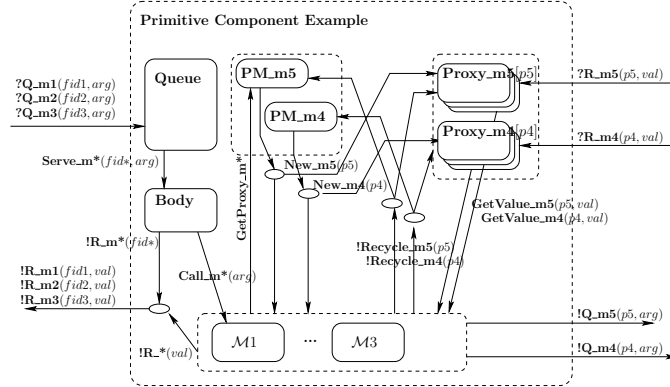 Primitive Component Example
?Q_m1(fid1, arg)
?Q_m2(fid2, arg)
?Q_m3(fid3, arg)
Queue
PM_m5
PM_m4
Proxy_m5[p5]
Proxy_m4[p4]
?R_m5(p5, val)
?R_m4(p4, val)
Serve_m*(fid*, arg)
New_m5(p5)
New_m4(p4)
GetProxy_m*
Body
GetValue_m5(p5, val)
GetValue_m4(p4, val)
!R_m*(fid*)
!Recycle_m5(p5)
!Recycle_m4(p4)
Call_m*(arg)
!R_m1(fid1, val)
!R_m2(fid2, val)
!R_m3(fid3, val)
!R_*(val)
ℳ1
...
ℳ3
!Q_m5(p5, arg)
!Q_m4(p4, arg)